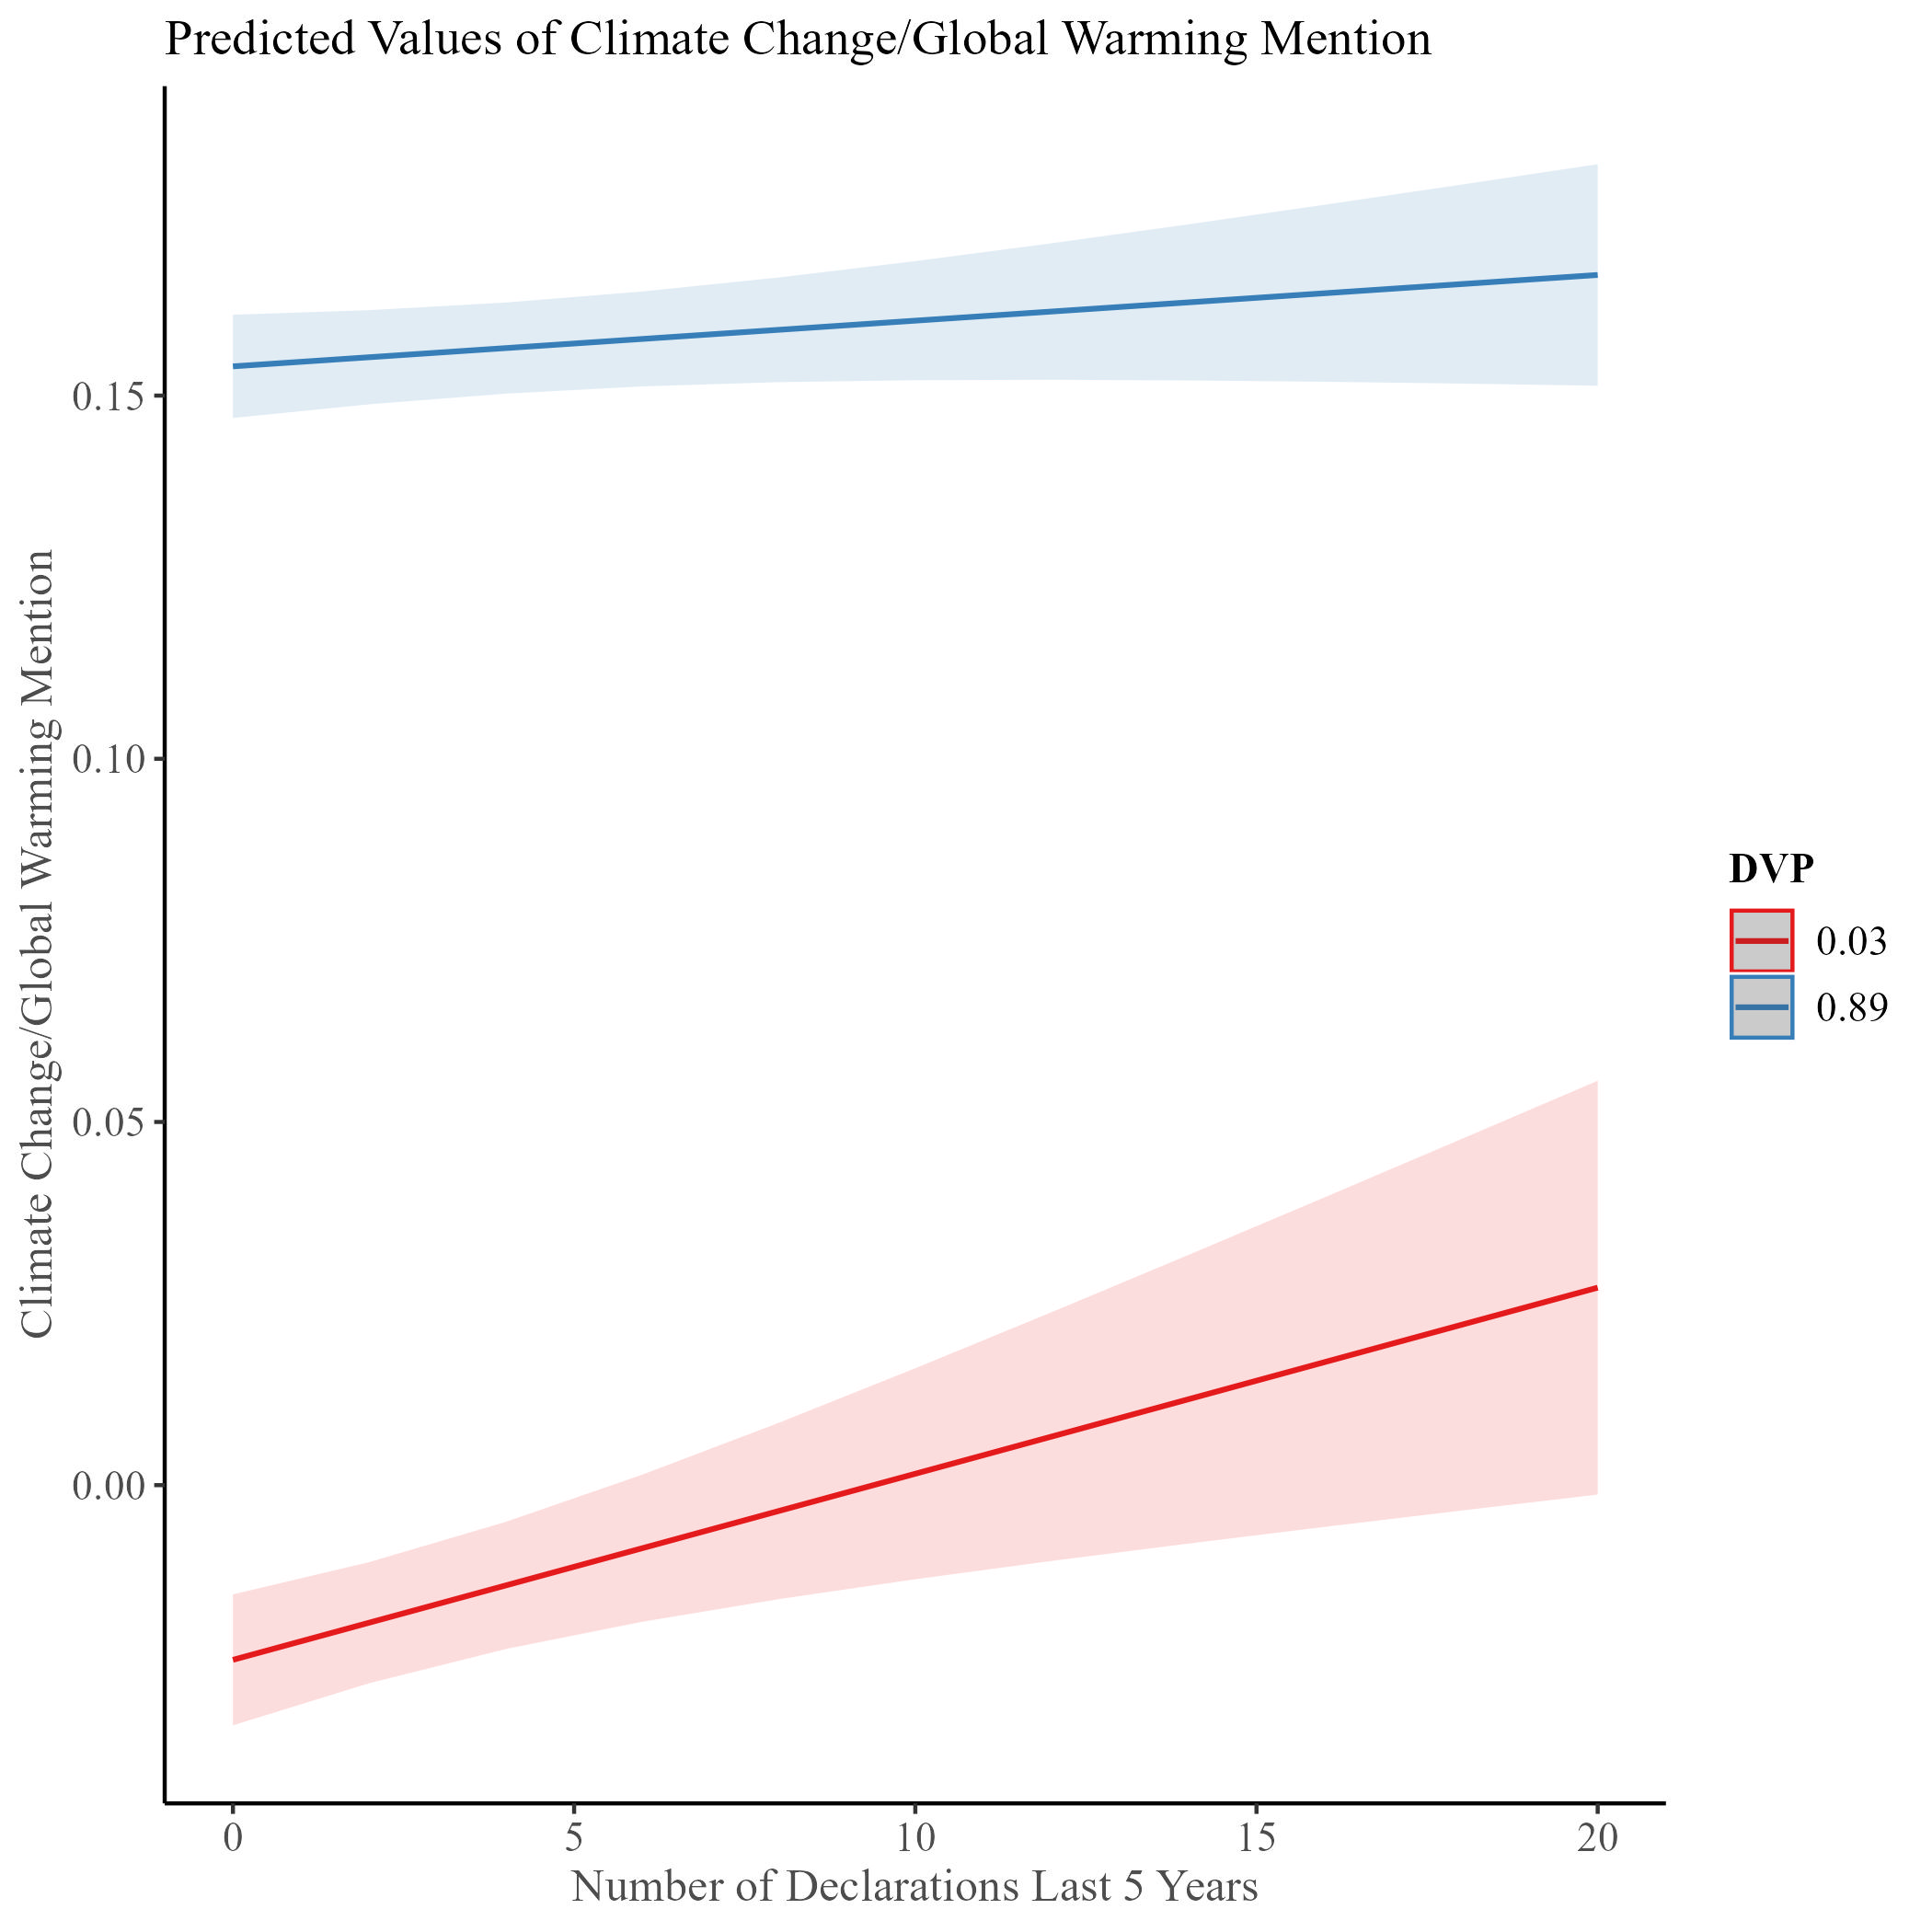 Predicted Values of Climate Change/Global Warming Mention
Climate Change/Global Warming Mention
0.15
0.10
0.05
0.00
0
5
10
15
20
Number of Declarations Last 5 Years
DVP
0.03
0.89